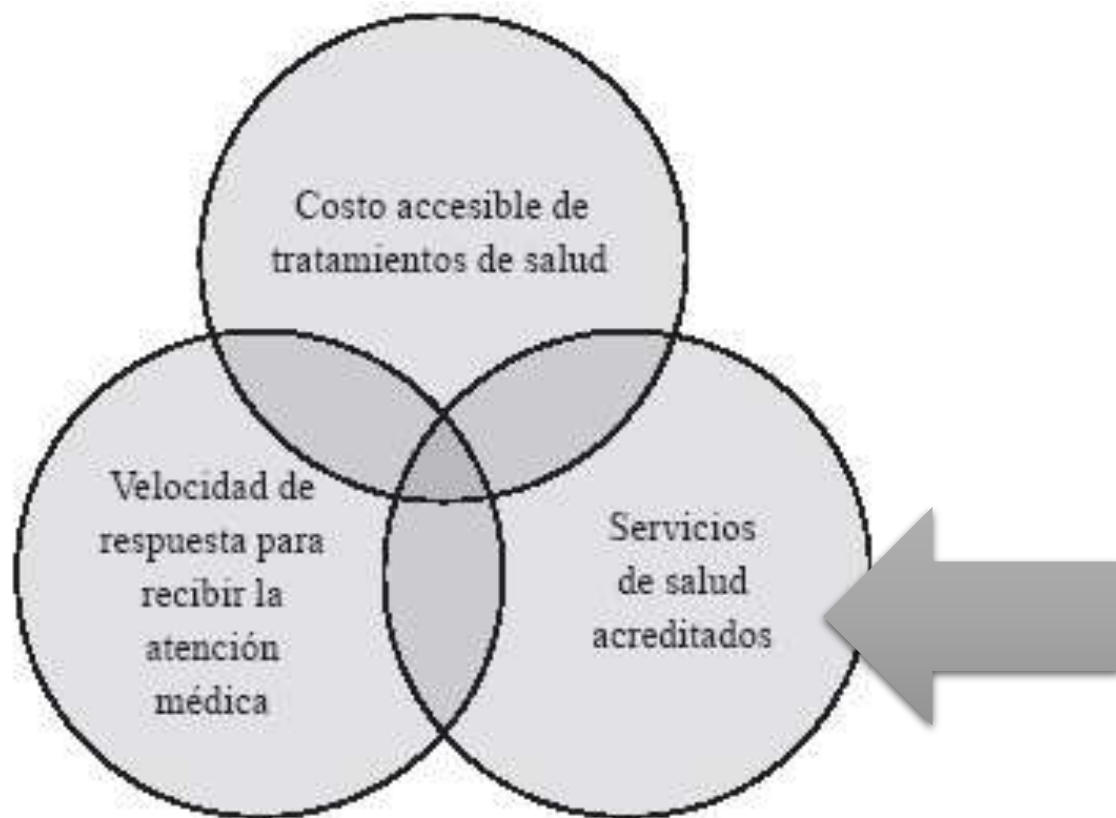 Costo accesible de
tratamientos de salud
Velocidad de
respuesta para
recibir la
atención
médica
Servicios
de salud
acreditados